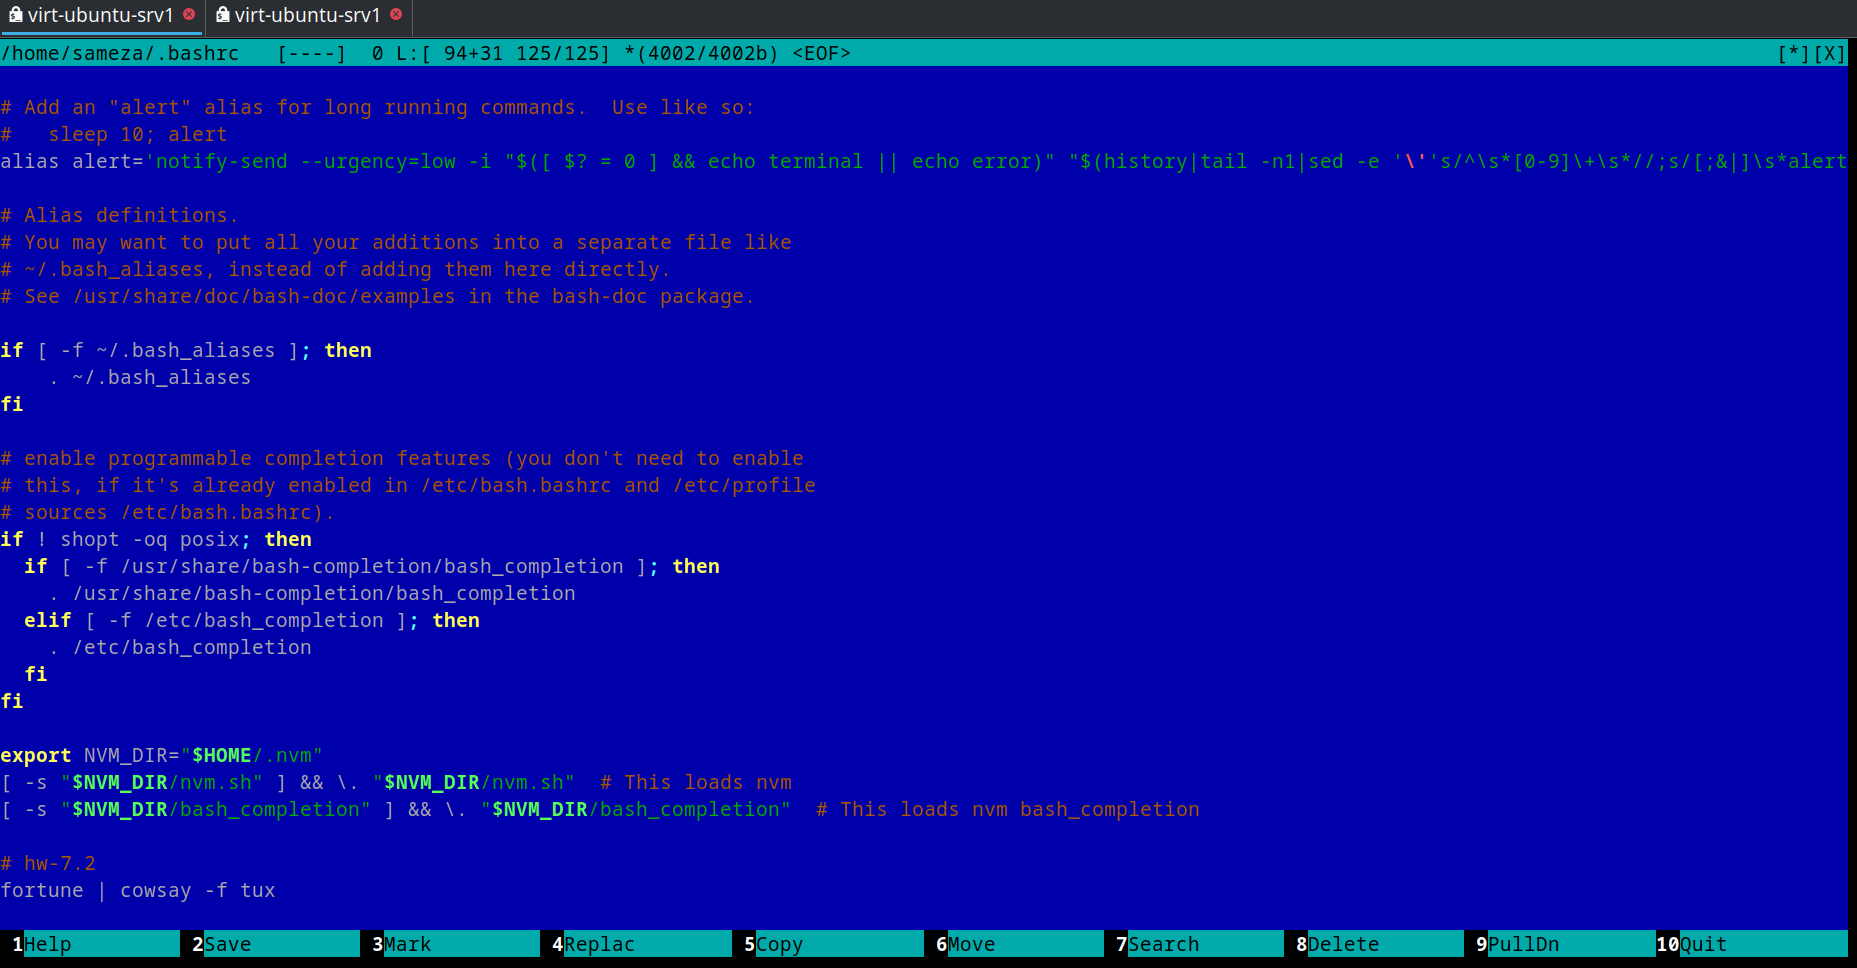 virt-ubuntu-srv1 virt-ubuntu-srv1
/home/sameza/.bashrc   [----]  0 L:[ 94+31 125/125] *(4002/4002b) <EOF>   [*][X]
# Add an "alert" alias for long running commands.  Use like so:
#   sleep 10; alert
alias alert='notify-send --urgency=low -i "$([ $? = 0 ] && echo terminal || echo error)" "$(history|tail -n1|sed -e '\''s/^\s*[0-9]\+\s*//;s/[;&|]\s*alert
# Alias definitions.
# You may want to put all your additions into a separate file like
# ~/.bash_aliases, instead of adding them here directly.
# See /usr/share/doc/bash-doc/examples in the bash-doc package.
if [ -f ~/.bash_aliases ]; then
    . ~/.bash_aliases
fi
# enable programmable completion features (you don't need to enable
# this, if it's already enabled in /etc/bash.bashrc and /etc/profile
# sources /etc/bash.bashrc).
if ! shopt -oq posix; then
  if [ -f /usr/share/bash-completion/bash_completion ]; then
    . /usr/share/bash-completion/bash_completion
  elif [ -f /etc/bash_completion ]; then
    . /etc/bash_completion
  fi
fi
export NVM_DIR="$HOME/.nvm"
[ -s "$NVM_DIR/nvm.sh" ] && \. "$NVM_DIR/nvm.sh"  # This loads nvm
[ -s "$NVM_DIR/bash_completion" ] && \. "$NVM_DIR/bash_completion"  # This loads nvm bash_completion
# hw-7.2
fortune | cowsay -f tux
1Help 2Save 3Mark 4Replac 5Copy 6Move 7Search 8Delete 9PullDn 10Quit